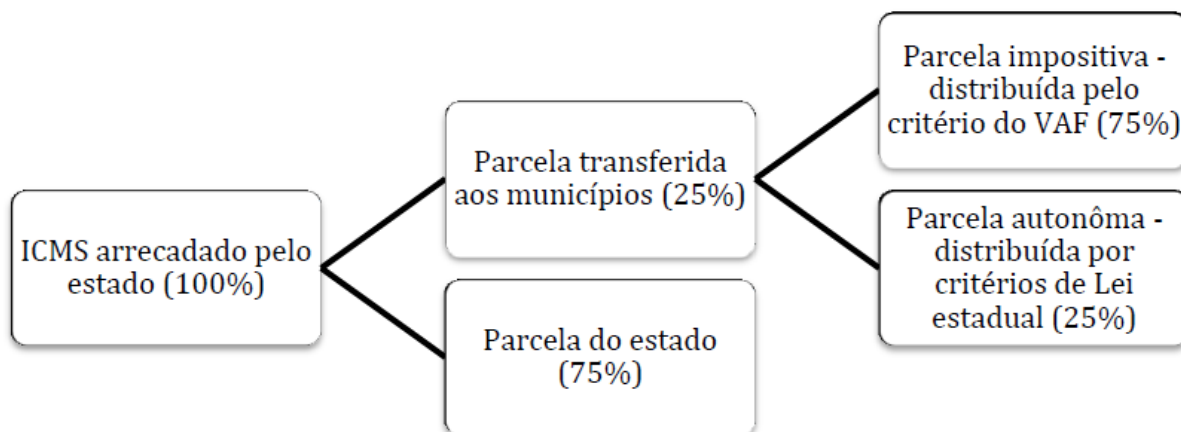 ICMS arrecadado pelo
estado (100%)
Parcela transferida
aos municípios (25%)
Parcela do estado
(75%)
Parcela impositiva -
distribuída pelo
critério do VAF (75%)
Parcela autonôma -
distribuída por
critérios de Lei
estadual (25%)